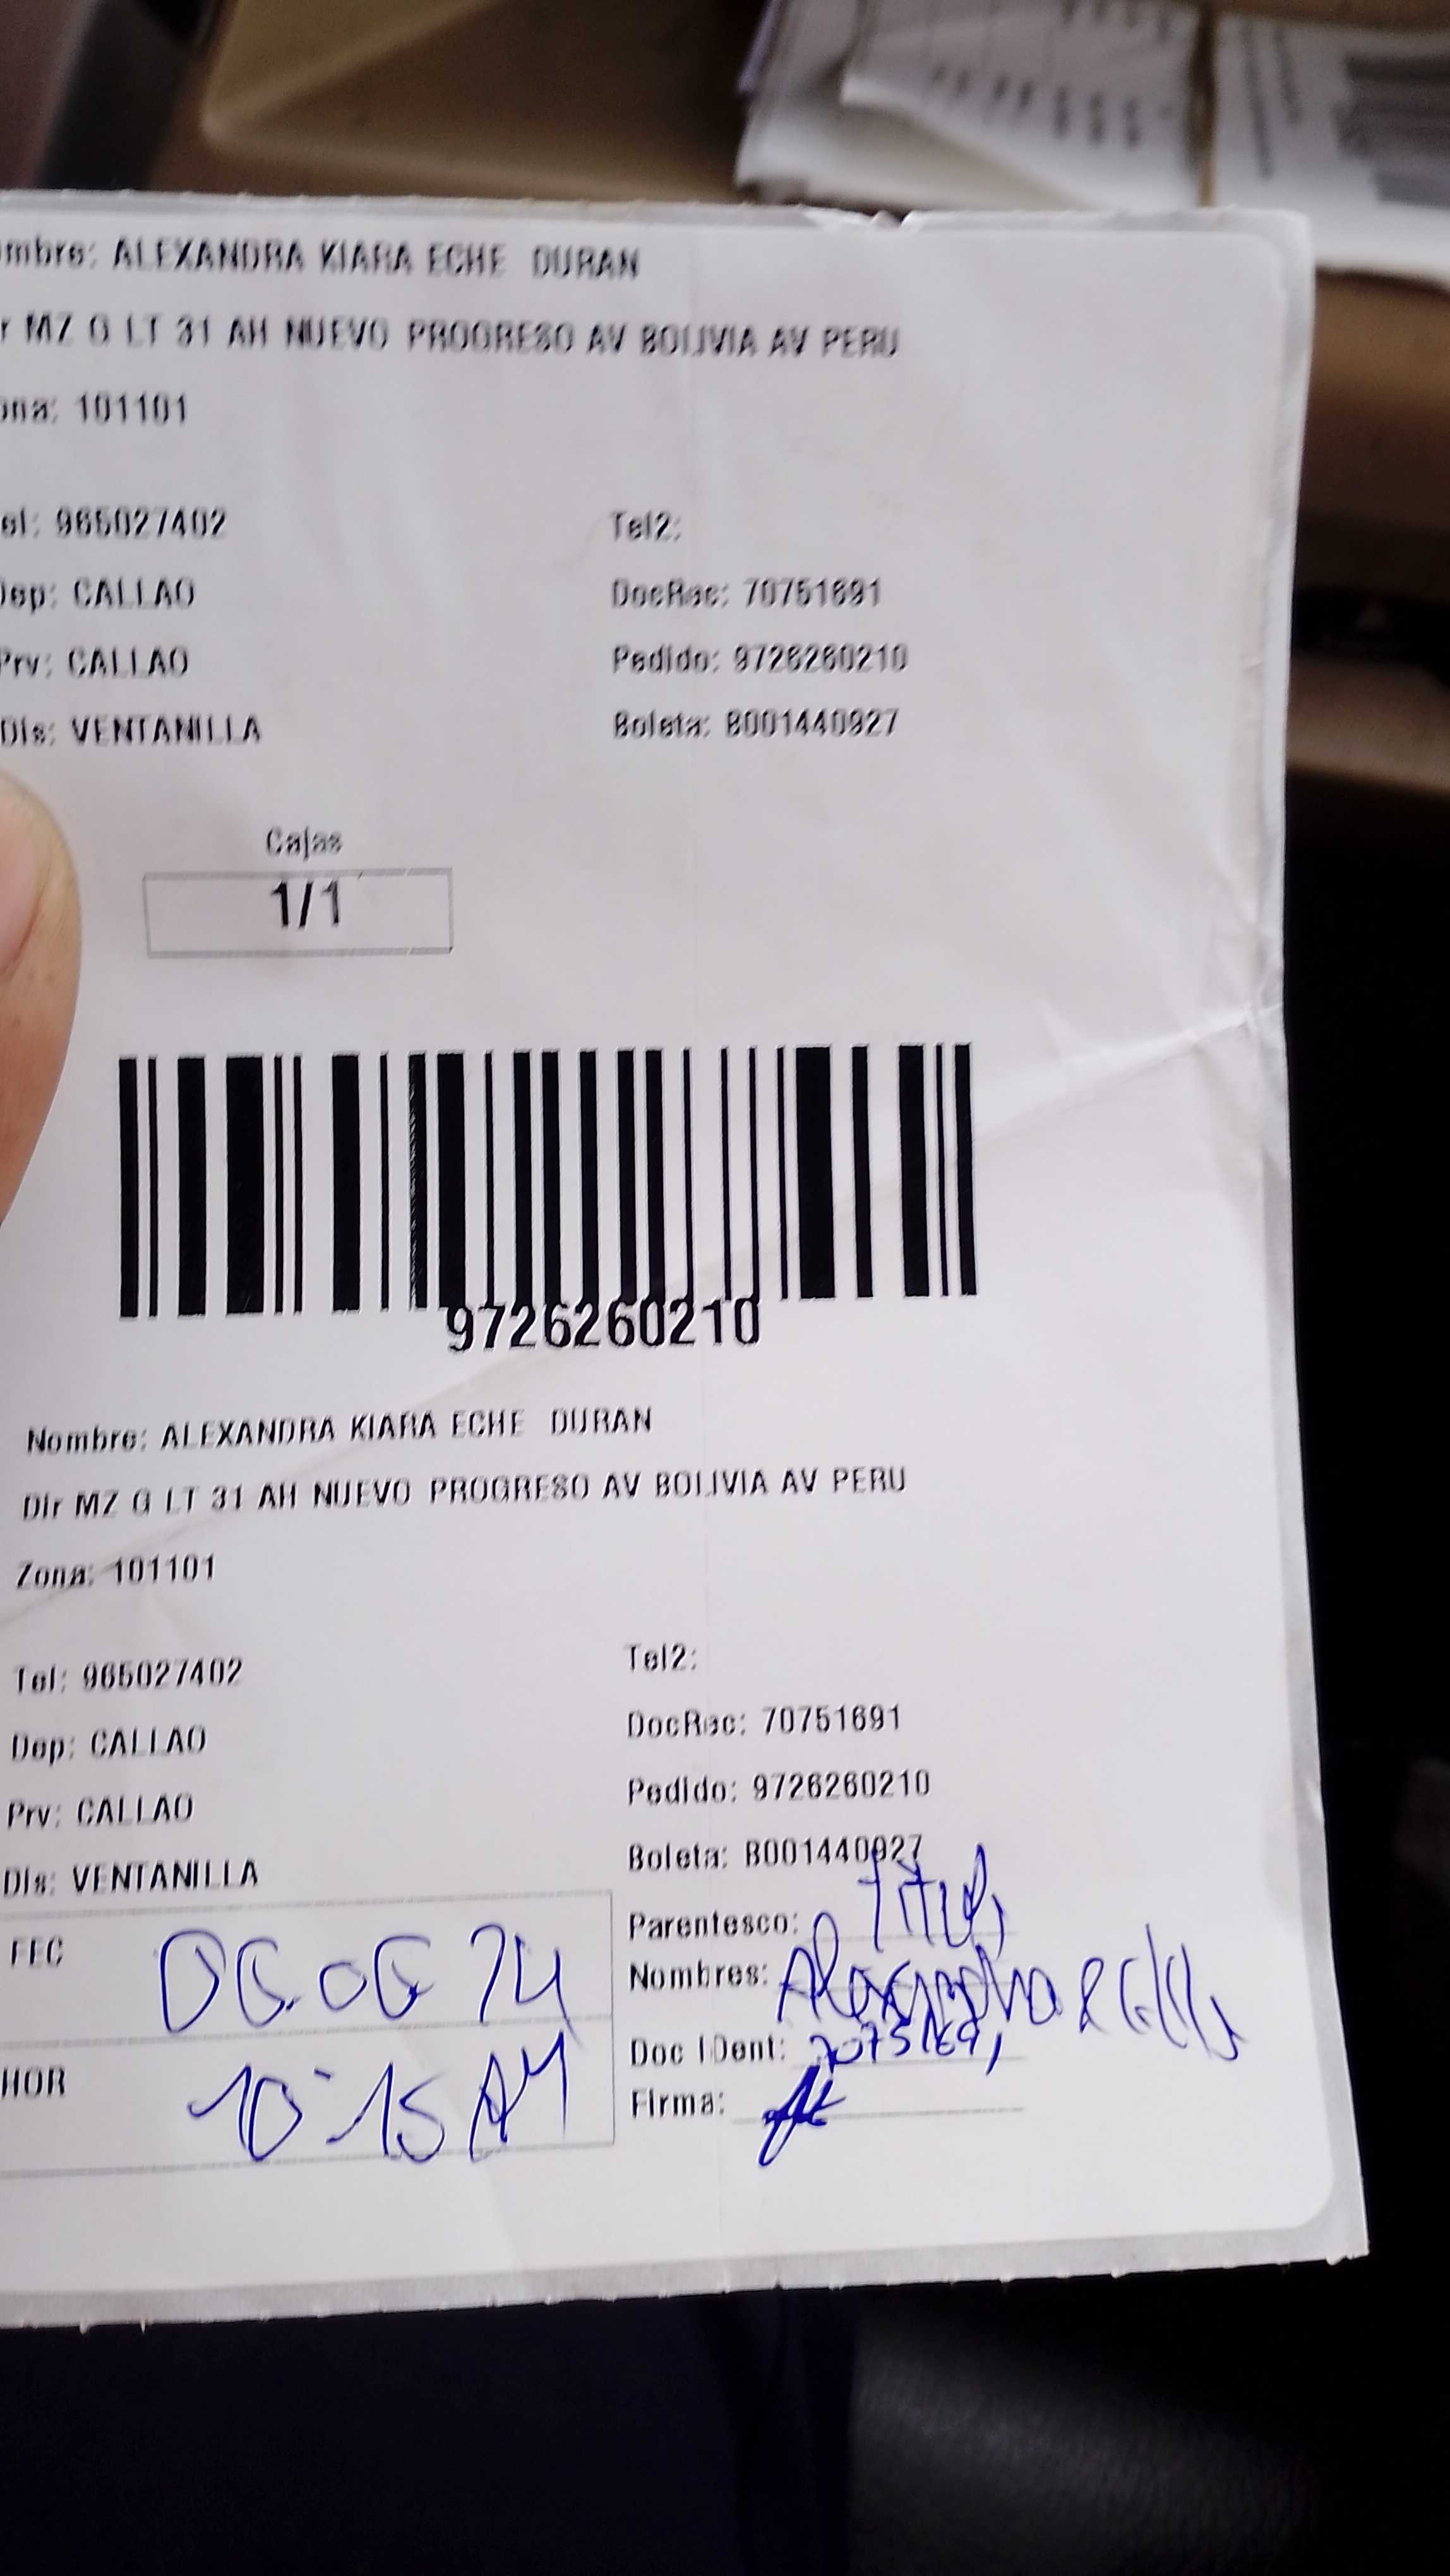 mbre: ALEXANDRA KIARA ECHE DURAN
r MZ G LT 31 AH NUEVO PROGRESO AV BOLIVIA AV PERU
ona: 101101
el: 965027402 Tel2:
Dep: CALLAO DocRec: 70751691
Prv: CALLAO Pedido: 9726260210
Dis: VENTANILLA Boleta: B001440927
Cajas
1/1
9726260210
Nombre: ALEXANDRA KIARA ECHE DURAN
Dir MZ G LT 31 AH NUEVO PROGRESO AV BOLIVIA AV PERU
Zona: 101101
Tel: 965027402 Tel2:
Dep: CALLAO DocRec: 70751691
Prv: CALLAO Pedido: 9726260210
Dis: VENTANILLA Boleta: B001440927
FEC 06.06 24 Parentesco:
Nombres: Alexandra
HOR 10:15 AM Doc IDent: 70751691
Firma: